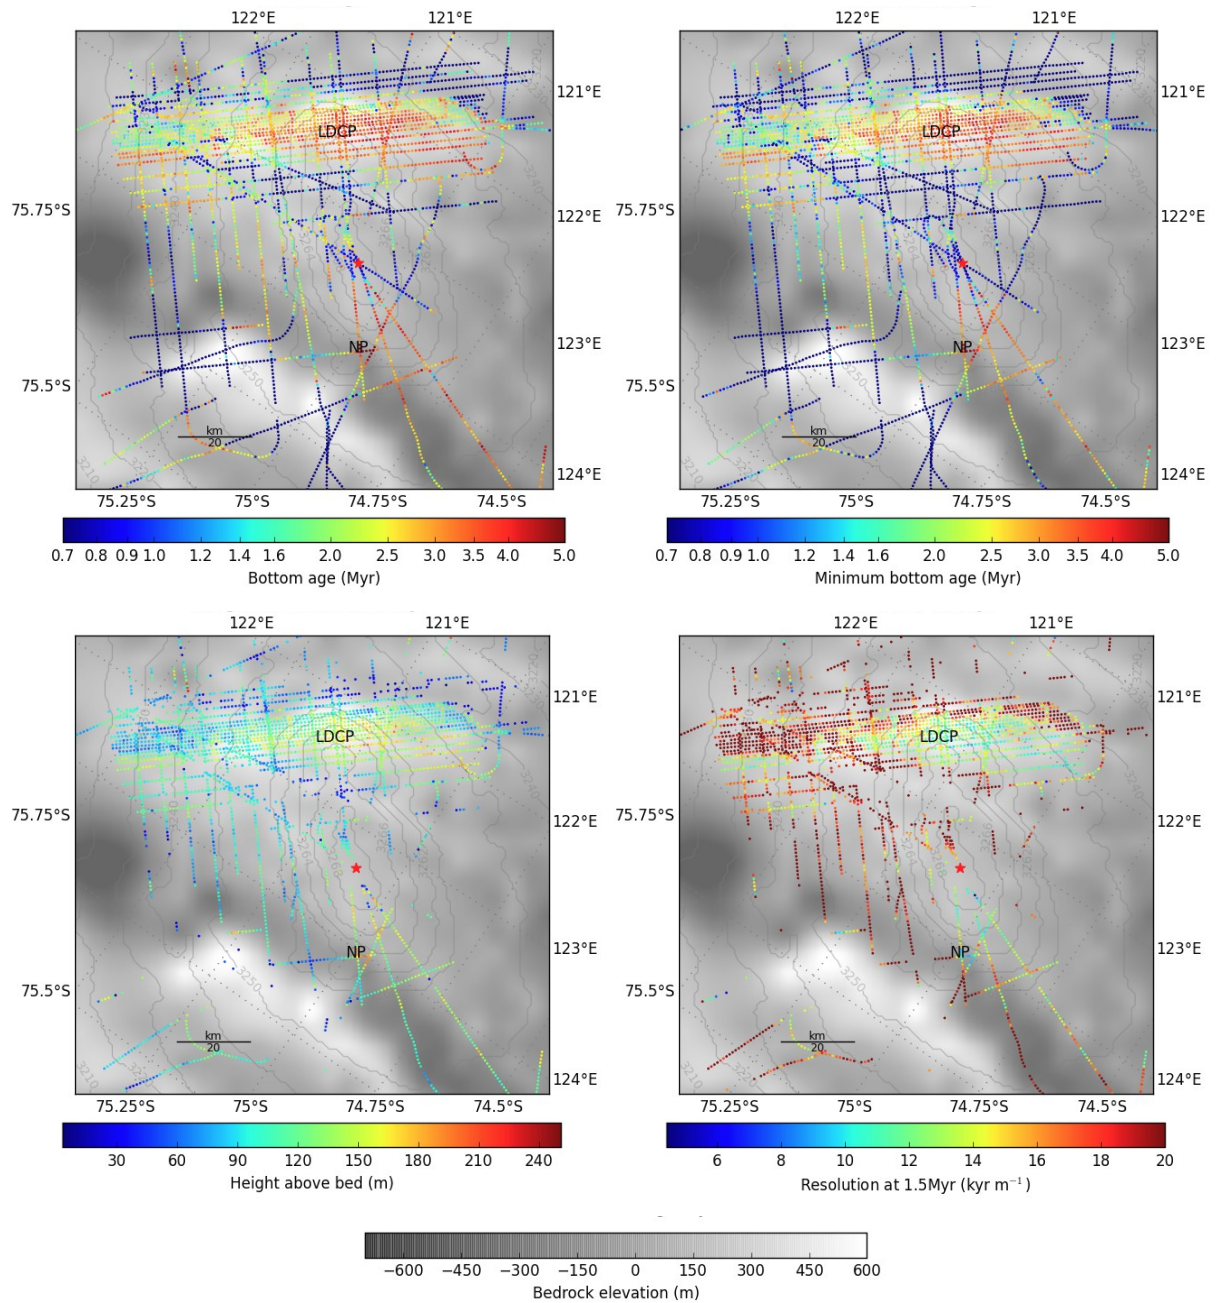 122°E 121°E
122°E 121°E
121°E
121°E
LDCP
LDCP
75.75°S
122°E
75.75°S
122°E
NP
123°E
NP
123°E
3250
3250
75.5°S
75.5°S
km
20
km
20
3210
3210
124°E
124°E
75.25°S 75°S 74.75°S 74.5°S
75.25°S 75°S 74.75°S 74.5°S
0.7 0.8 0.9 1.0 1.2 1.4 1.6 2.0 2.5 3.0 3.5 4.0 5.0
Bottom age (Myr)
0.7 0.8 0.9 1.0 1.2 1.4 1.6 2.0 2.5 3.0 3.5 4.0 5.0
Minimum bottom age (Myr)
122°E 121°E
122°E 121°E
121°E
121°E
LDCP
LDCP
75.75°S
122°E
75.75°S
122°E
NP
123°E
NP
123°E
3250
3250
75.5°S
75.5°S
km
20
km
20
3210
3210
124°E
124°E
75.25°S 75°S 74.75°S 74.5°S
75.25°S 75°S 74.75°S 74.5°S
30 60 90 120 150 180 210 240
Height above bed (m)
6 8 10 12 14 16 18 20
Resolution at 1.5Myr (kyr m⁻¹)
−600 −450 −300 −150 0 150 300 450 600
Bedrock elevation (m)